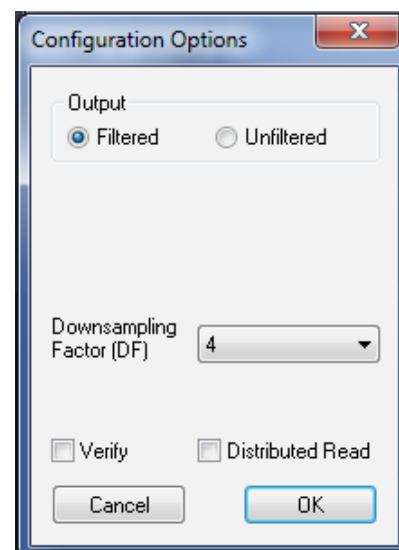 Configuration Options
Output
Filtered Unfiltered
Downsampling
Factor (DF)
4
Verify Distributed Read
Cancel OK